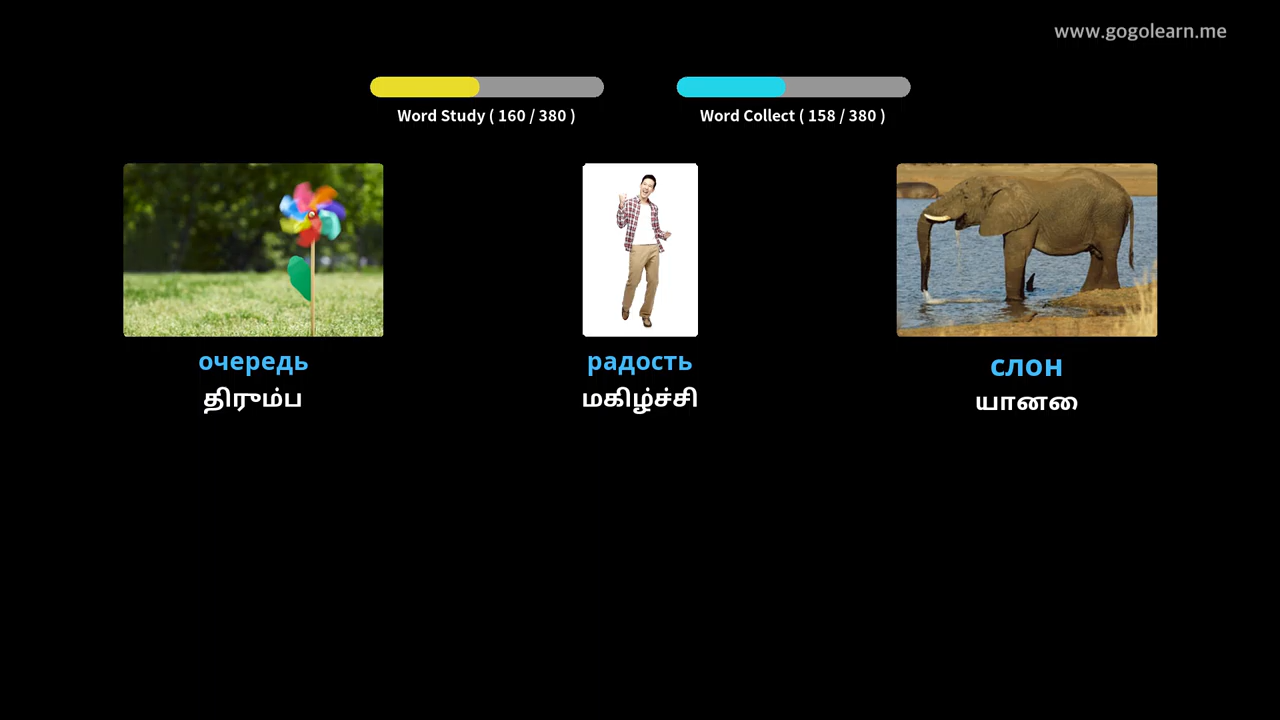 www.gogolearn.me
Word Study ( 160 / 380 )
Word Collect ( 158 / 380 )
очередь
திரும்ப
радость
மகிழ்ச்சி
слон
யானை